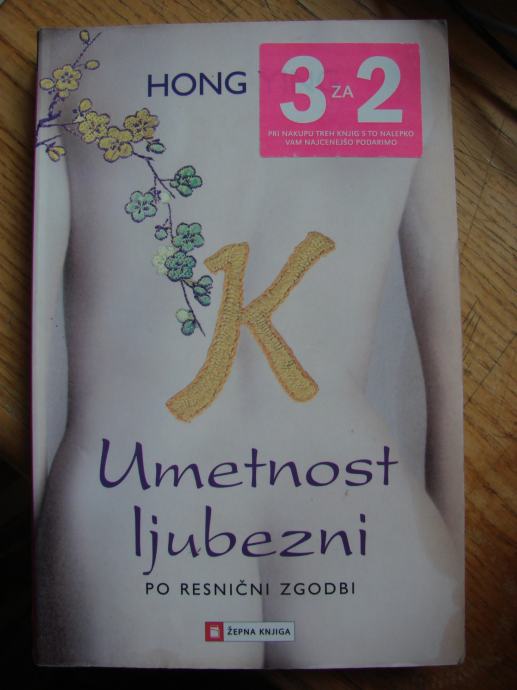 HONG
3 ZA 2
PRI NAKUPU TREH KNJIG S TO NALEPKO
VAM NAJCENEJŠO PODARIMO
K
Umetnost
ljubezni
PO RESNIČNI ZGODBI
ŽEPNA KNJIGA